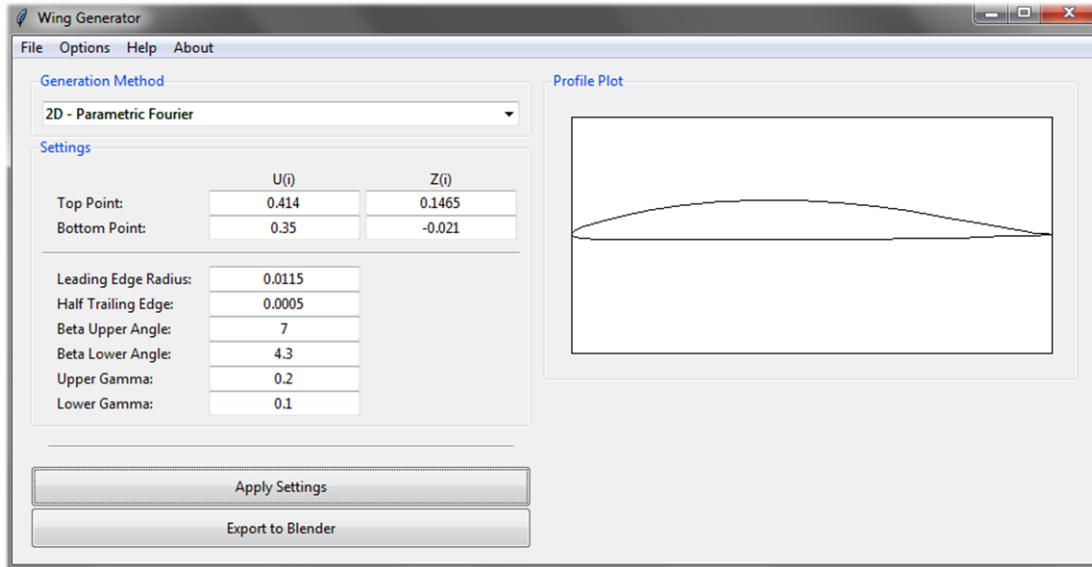 Wing Generator
File Options Help About
Generation Method
2D - Parametric Fourier
Settings
U(i) Z(i)
Top Point: 0.414 0.1465
Bottom Point: 0.35 -0.021
Leading Edge Radius: 0.0115
Half Trailing Edge: 0.0005
Beta Upper Angle: 7
Beta Lower Angle: 4.3
Upper Gamma: 0.2
Lower Gamma: 0.1
Apply Settings
Export to Blender
Profile Plot